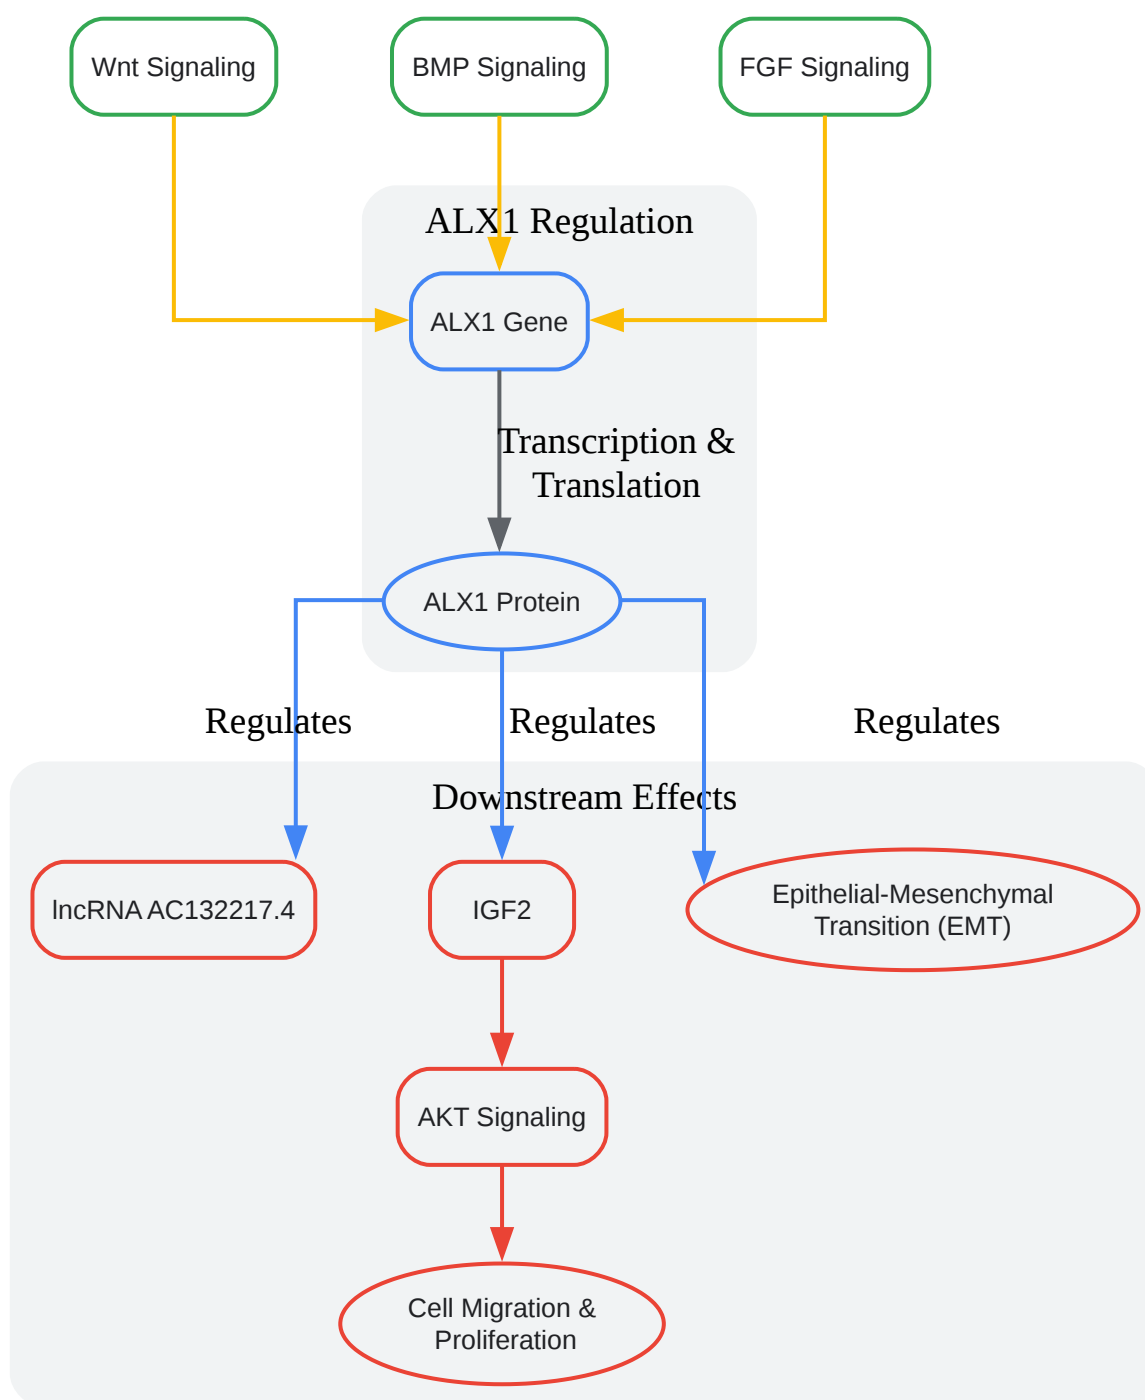 Wnt Signaling
BMP Signaling
FGF Signaling
ALX1 Regulation
ALX1 Gene
Transcription &
Translation
ALX1 Protein
Regulates
Regulates
Regulates
Downstream Effects
lncRNA AC132217.4
IGF2
Epithelial-Mesenchymal
Transition (EMT)
AKT Signaling
Cell Migration &
Proliferation